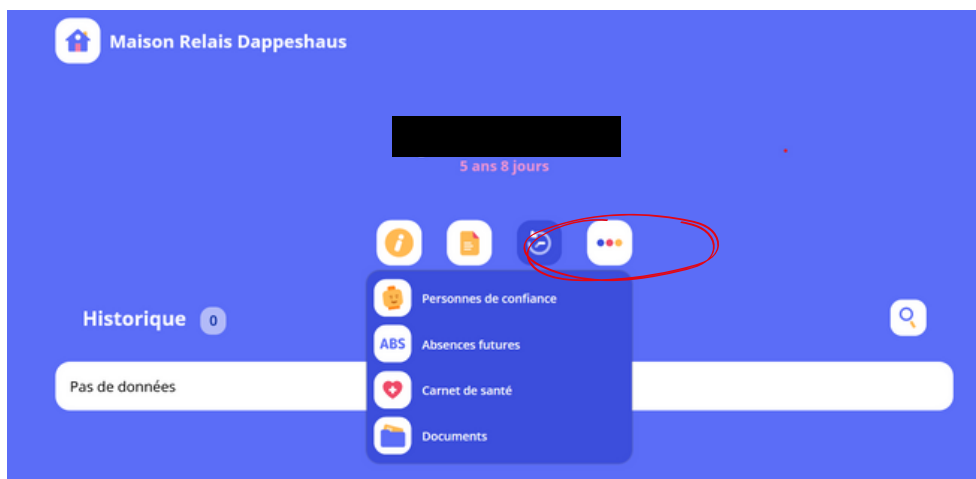 Maison Relais Dappeshaus
5 ans 8 jours
Personnes de confiance
Historique 0
ABS Absences futures
Pas de données
Carnet de santé
Documents